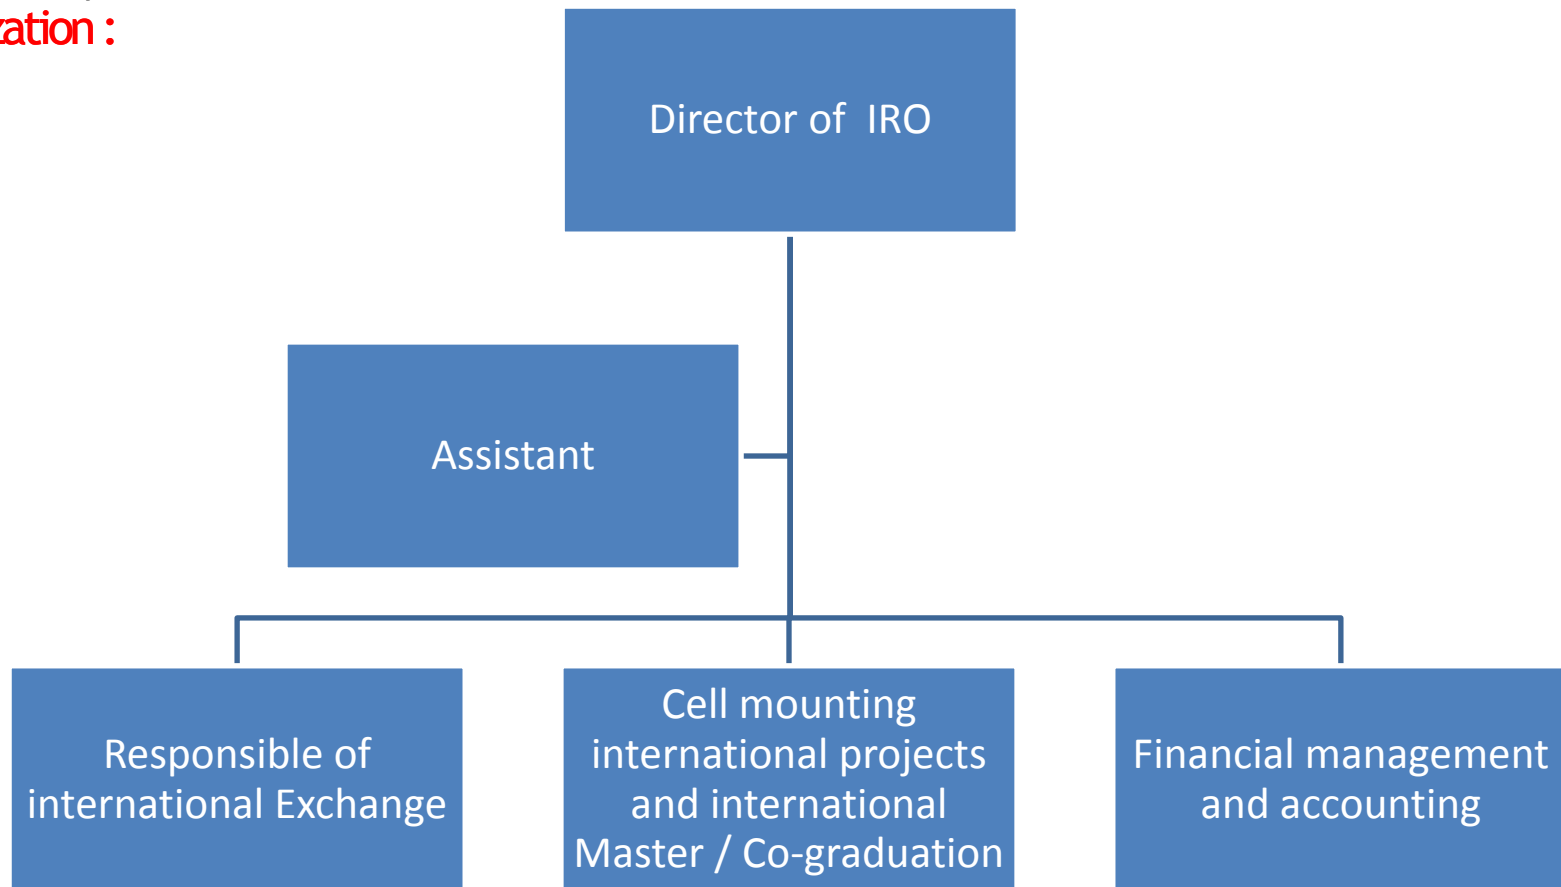 zation :
Director of IRO
Assistant
Responsible of
international Exchange
Cell mounting
international projects
and international
Master / Co-graduation
Financial management
and accounting